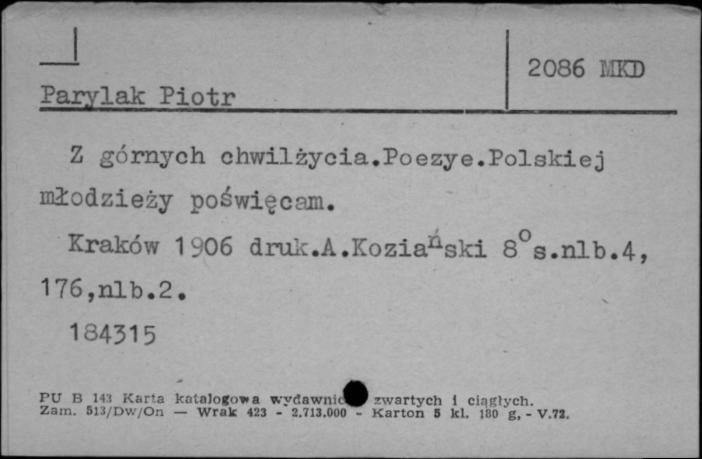 2086 MKD
Parylak Piotr
Z górnych chwilżycia.Poezye.Polskiej
młodzieży poświęcam.
Kraków 1906 druk.A.Koziański 8° s.nlb.4,
176,nlb.2.
184315
PU B 143 Karta katalogowa wydawnic zwartych i ciągłych.
Zam. 513/Dw/On — Wrak 423 - 2.713.000 - Karton 5 kl. 180 g, - V.72.